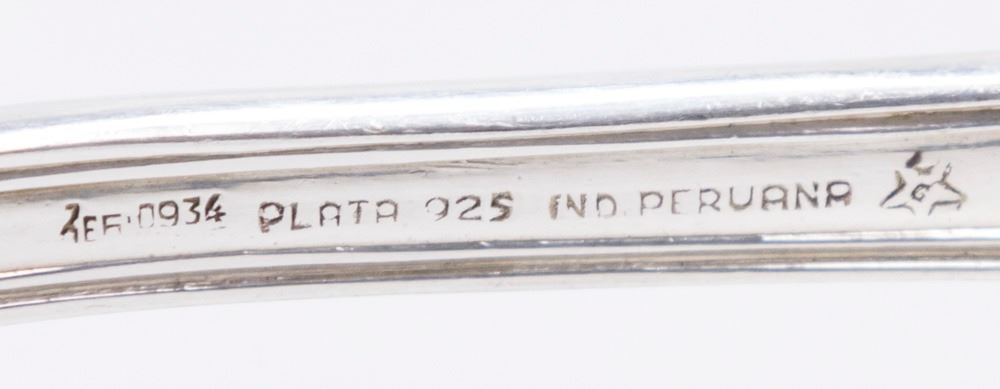 REF.0934 PLATA 925 IND. PERUANA